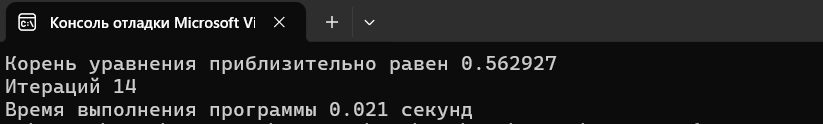 Консоль отладки Microsoft Vi
Корень уравнения приблизительно равен 0.562927
Итераций 14
Время выполнения программы 0.021 секунд